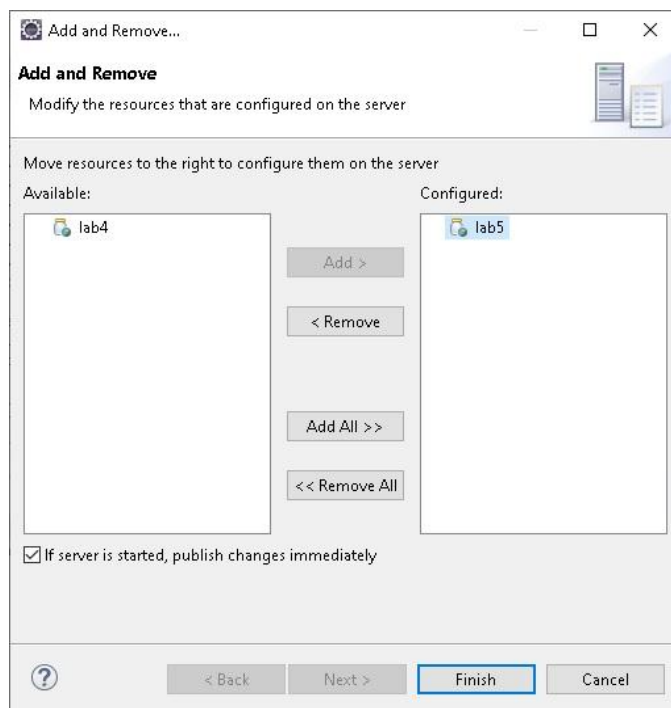 Add and Remove...
Add and Remove
Modify the resources that are configured on the server
Move resources to the right to configure them on the server
Available:
Configured:
lab4
lab5
Add >
< Remove
Add All >>
<< Remove All
If server is started, publish changes immediately
?
< Back
Next >
Finish
Cancel